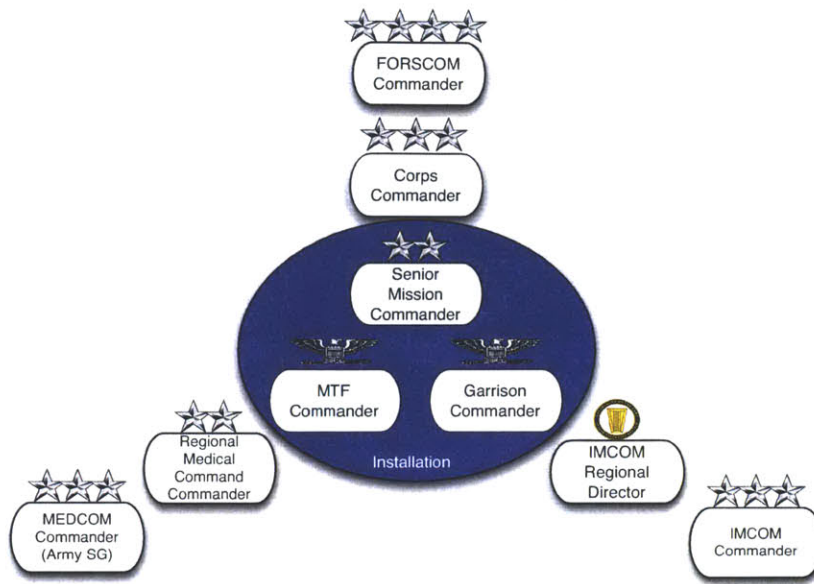 FORSCOM
Commander
Corps
Commander
Senior
Mission
Commander
MTF
Commander
Garrison
Commander
Installation
Regional
Medical
Command
Commander
IMCOM
Regional
Director
MEDCOM
Commander
(Army SG)
IMCOM
Commander